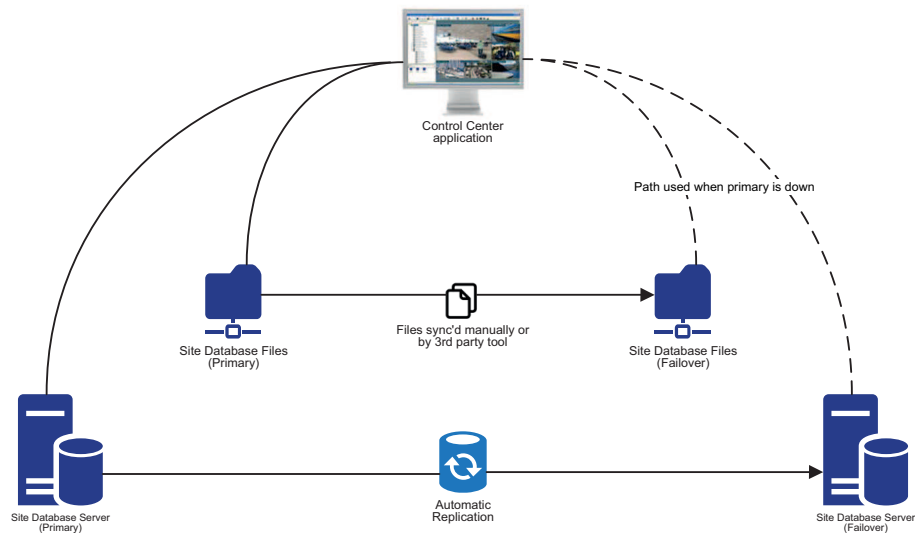 Control Center
application
Path used when primary is down
Files sync'd manually or
by 3rd party tool
Site Database Files
(Primary)
Site Database Files
(Failover)
Automatic
Replication
Site Database Server
(Primary)
Site Database Server
(Failover)